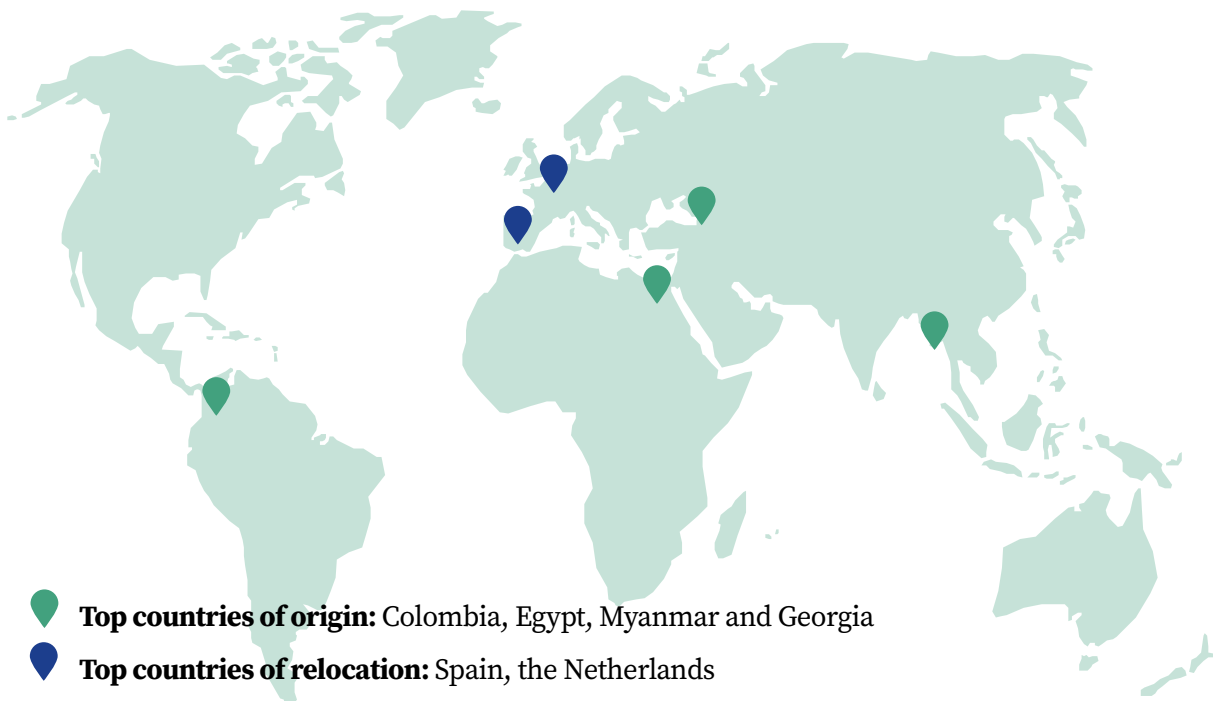 Top countries of origin: Colombia, Egypt, Myanmar and Georgia
Top countries of relocation: Spain, the Netherlands